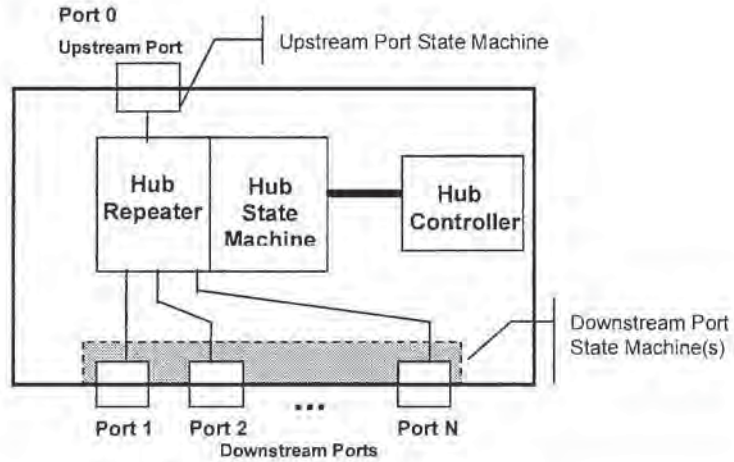 Port 0
Upstream Port
Upstream Port State Machine
Hub
Repeater
Hub
State
Machine
Hub
Controller
Downstream Port
State Machine(s)
Port 1
Port 2
...
Port N
Downstream Ports